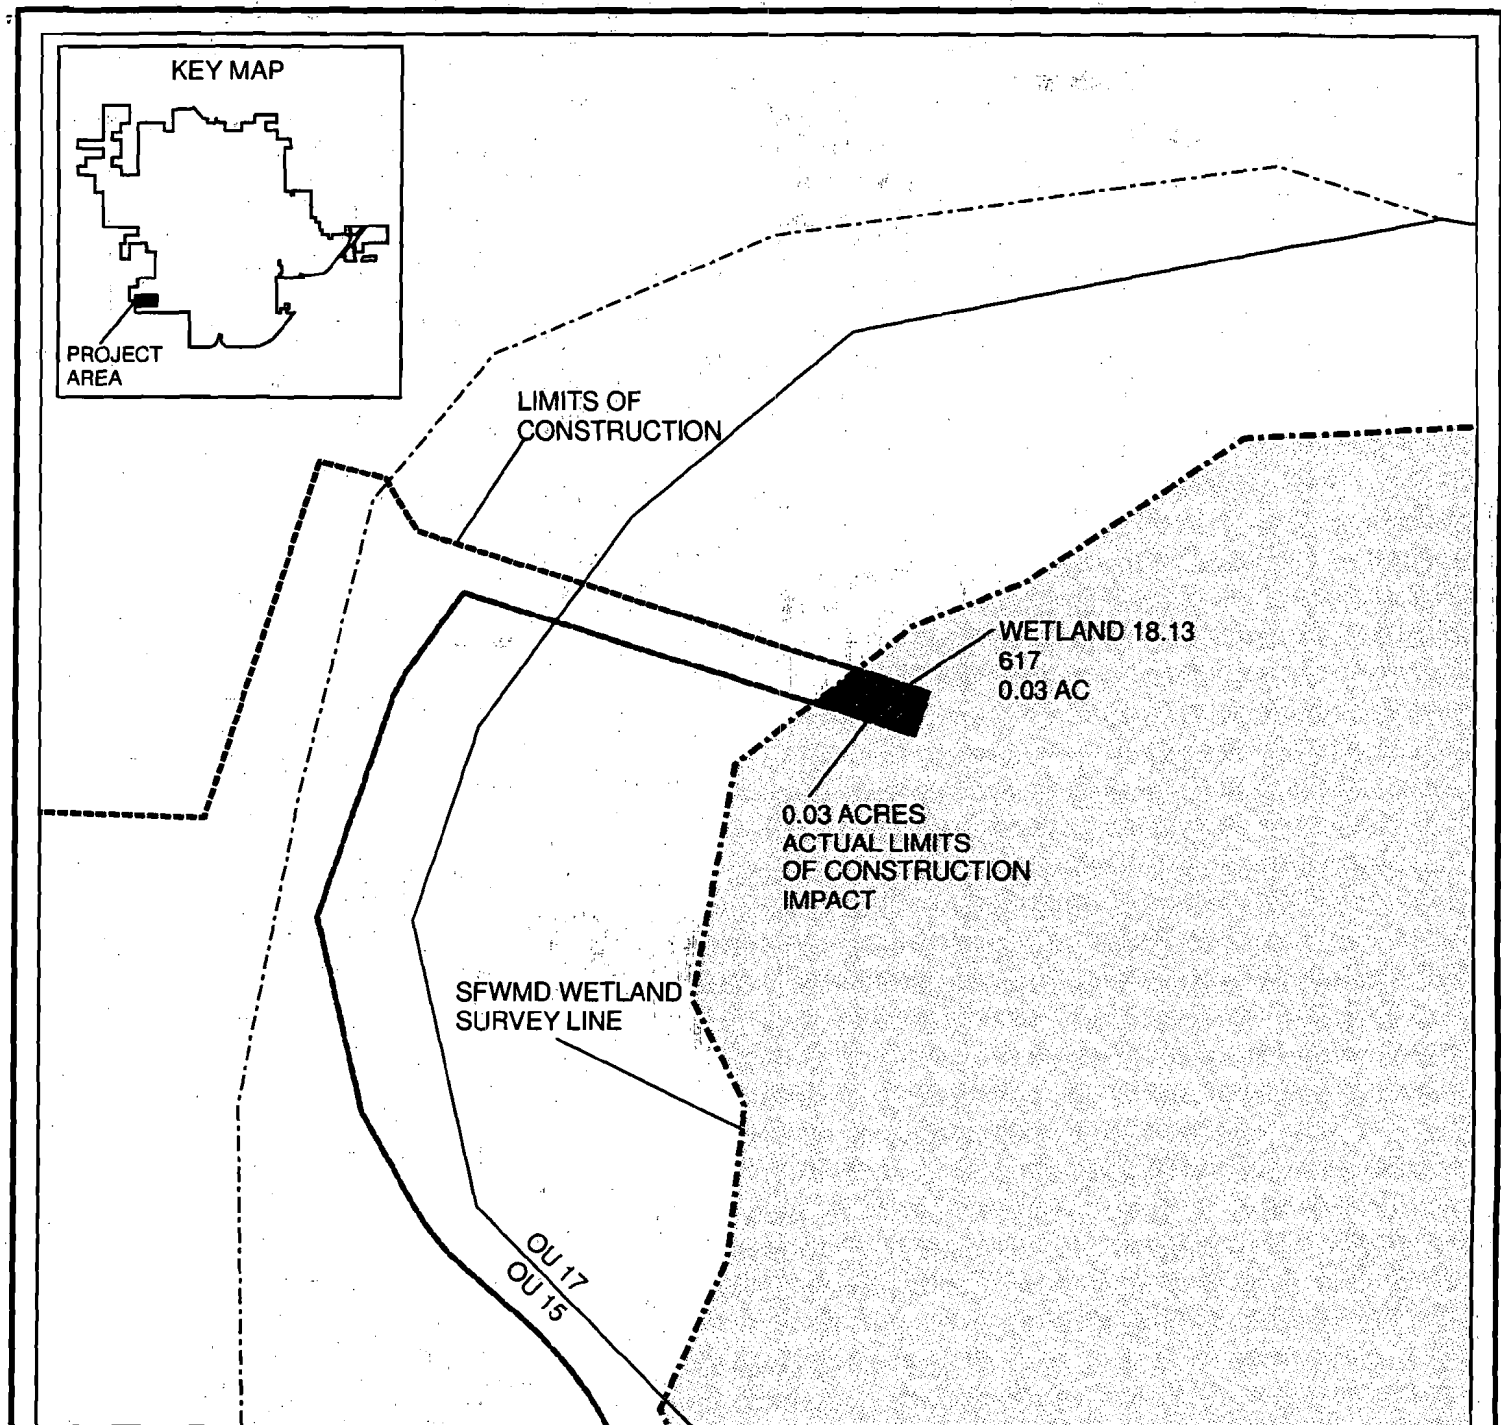 KEY MAP
PROJECT
AREA
LIMITS OF
CONSTRUCTION
WETLAND 18.13
617
0.03 AC
0.03 ACRES
ACTUAL LIMITS
OF CONSTRUCTION
IMPACT
SFWMD WETLAND
SURVEY LINE
OU 17
OU 15